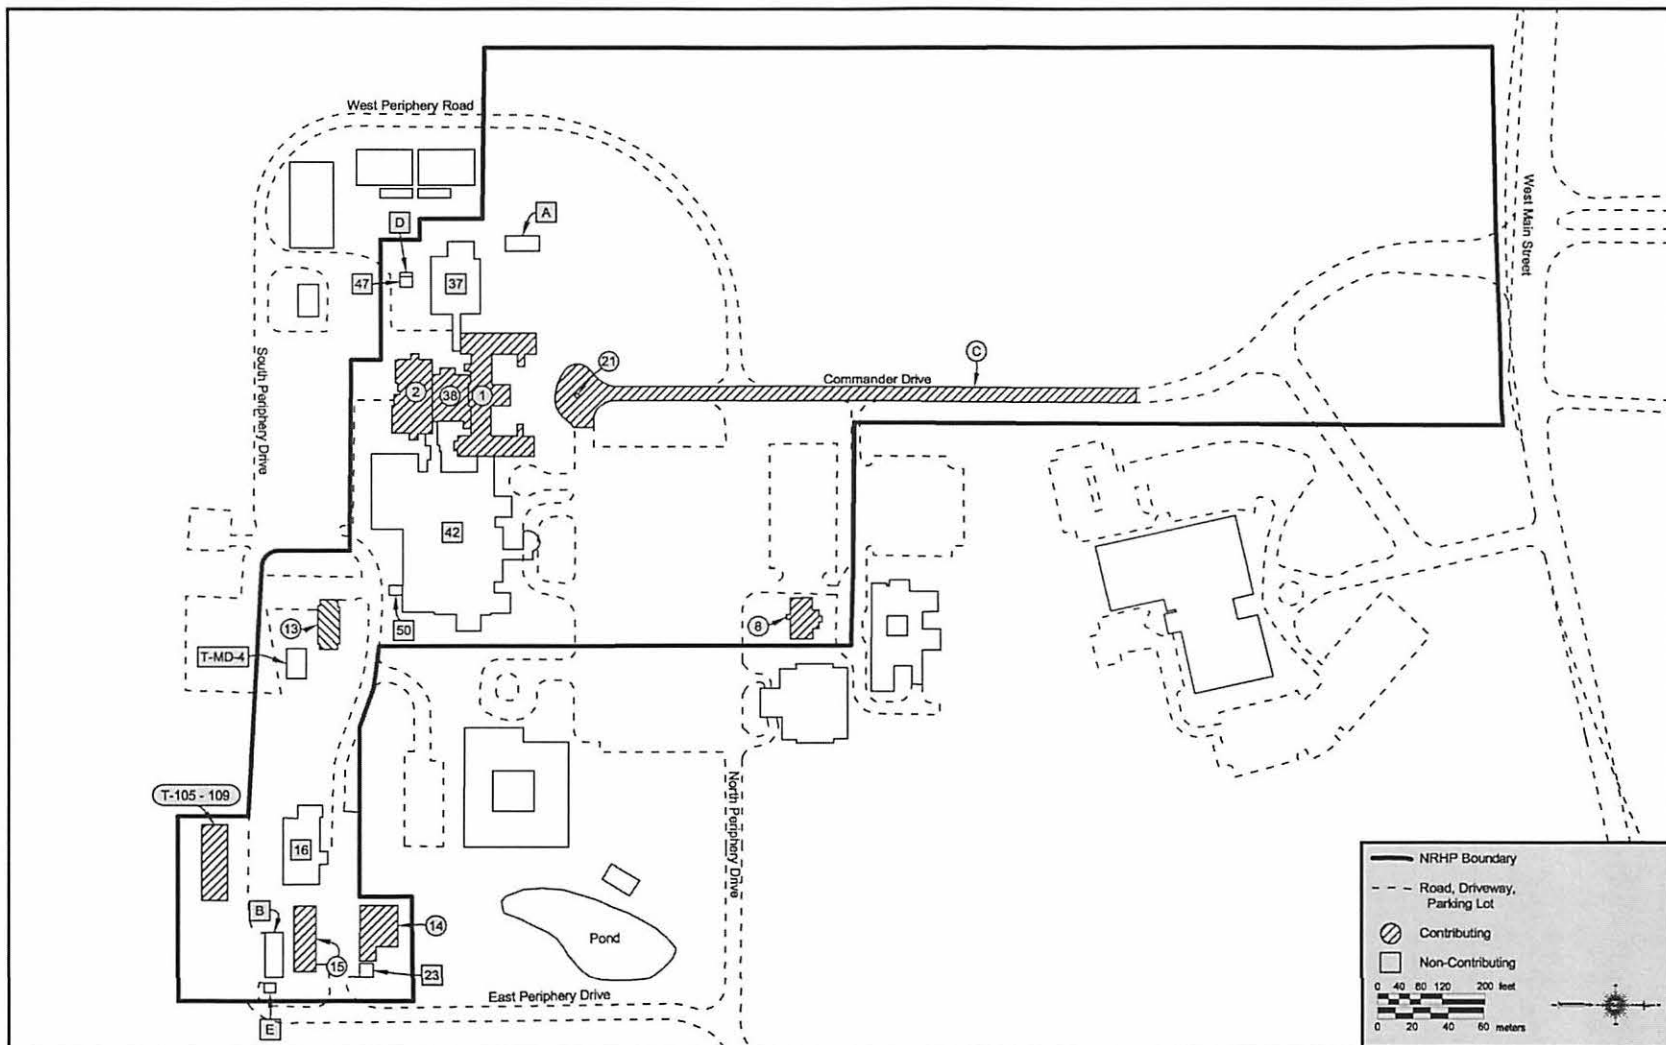 West Periphery Road
D
A
47
37
West Main Street
South Periphery Drive
21
C
Commander Drive
2
38
1
42
50
13
8
T-MD-4
T-105 - 109
North Periphery Drive
16
B
14
15
23
Pond
E
East Periphery Drive
NRHP Boundary
Road, Driveway,
Parking Lot
Contributing
Non-Contributing
0 40 80 120 200 feet
0 20 40 60 meters